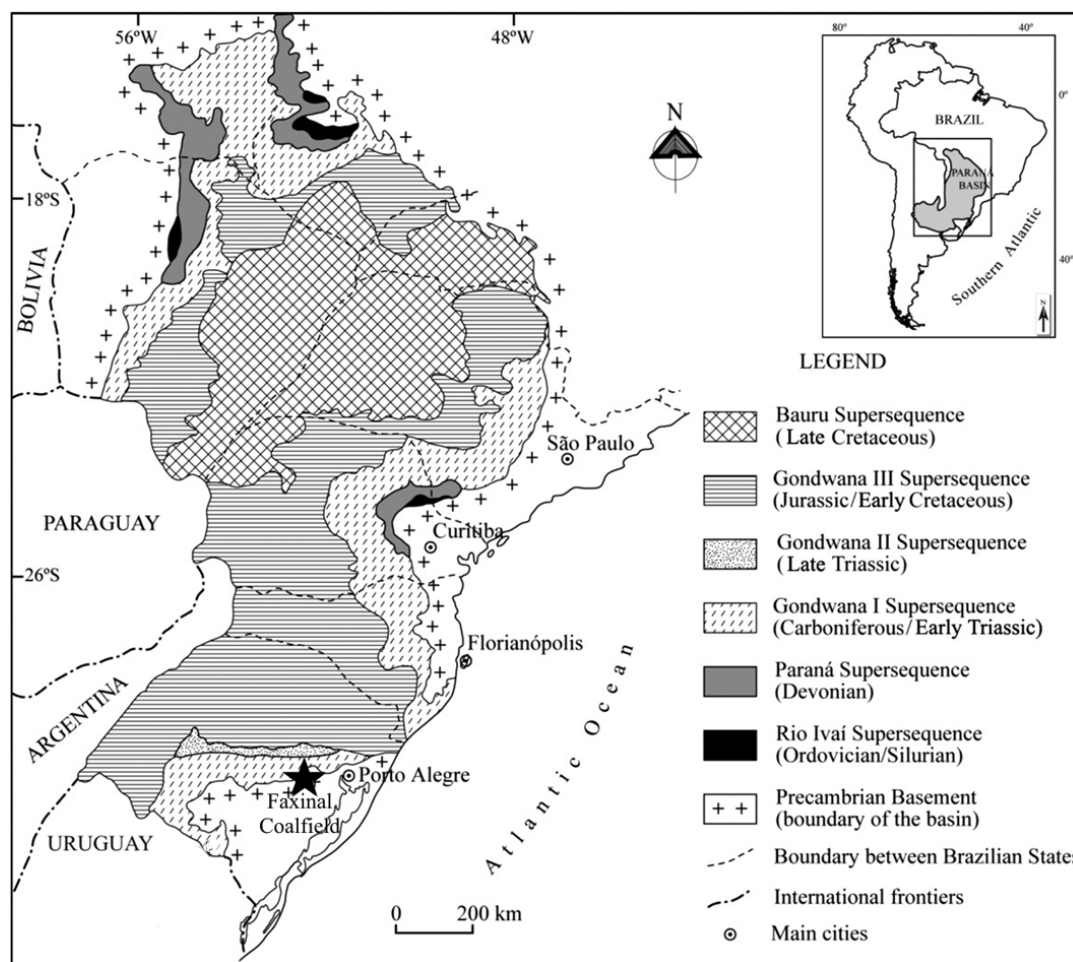 56°W
48°W
18ºS
26ºS
N
BOLIVIA
PARAGUAY
ARGENTINA
URUGUAY
São Paulo
Curitiba
Florianópolis
Porto Alegre
Faxinal
Coalfield
Atlantic Ocean
0 200 km
80º
40º
0º
40º
BRAZIL
PARANÁ
BASIN
Southern Atlantic
N
LEGEND
Bauru Supersequence
(Late Cretaceous)
Gondwana III Supersequence
(Jurassic/Early Cretaceous)
Gondwana II Supersequence
(Late Triassic)
Gondwana I Supersequence
(Carboniferous/Early Triassic)
Paraná Supersequence
(Devonian)
Rio Ivaí Supersequence
(Ordovician/Silurian)
Precambrian Basement
(boundary of the basin)
Boundary between Brazilian States
International frontiers
Main cities